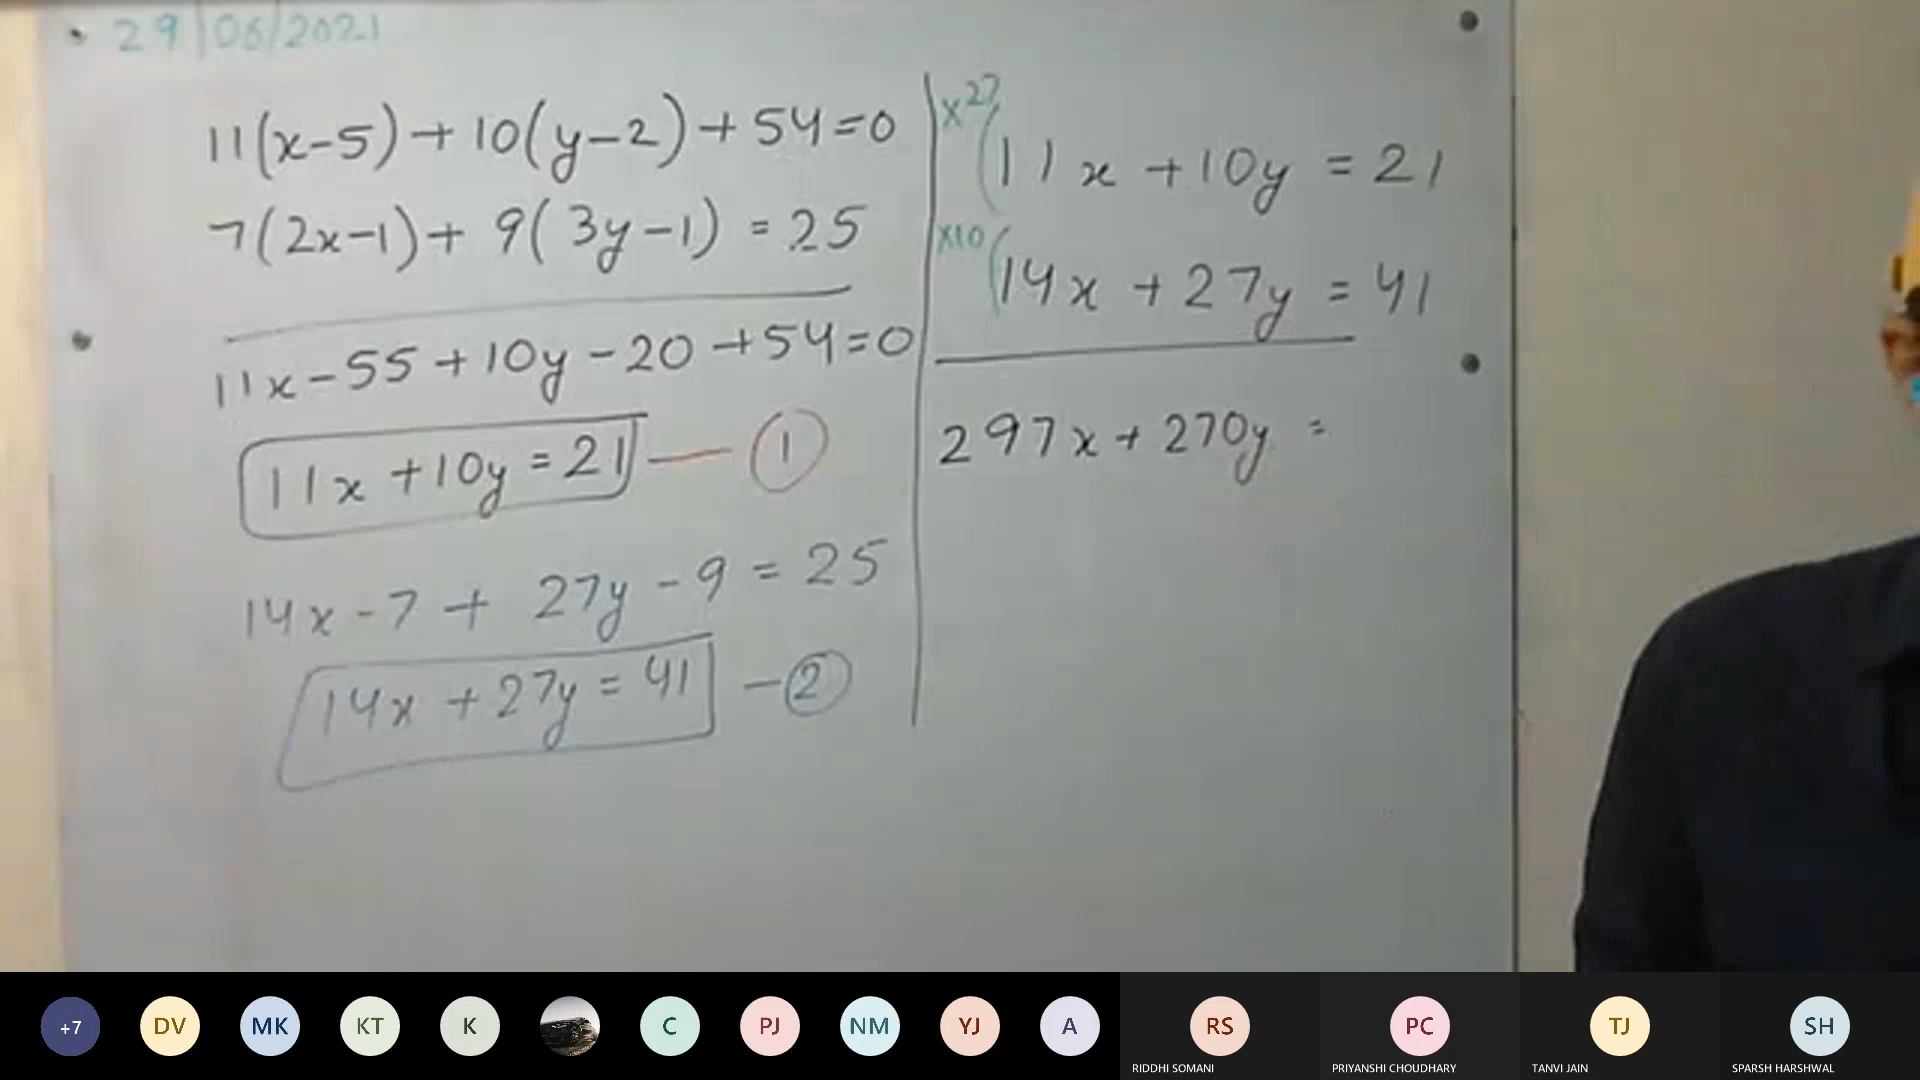 29/06/2021
11(x-5)+10(y-2)+54=0
7(2x-1)+ 9(3y-1) = 25
11x-55+10y-20+54=0
11x+10y=21 — 1
14x-7+ 27y-9 = 25
14x+27y=41 - 2
x27
(11x+10y = 21
x10
(14x+27y = 41
297x+270y =
+7
DV
MK
KT
K
C
PJ
NM
YJ
A
RS
RIDDHI SOMANI
PC
PRIYANSHI CHOUDHARY
TJ
TANVI JAIN
SH
SPARSH HARSHWAL